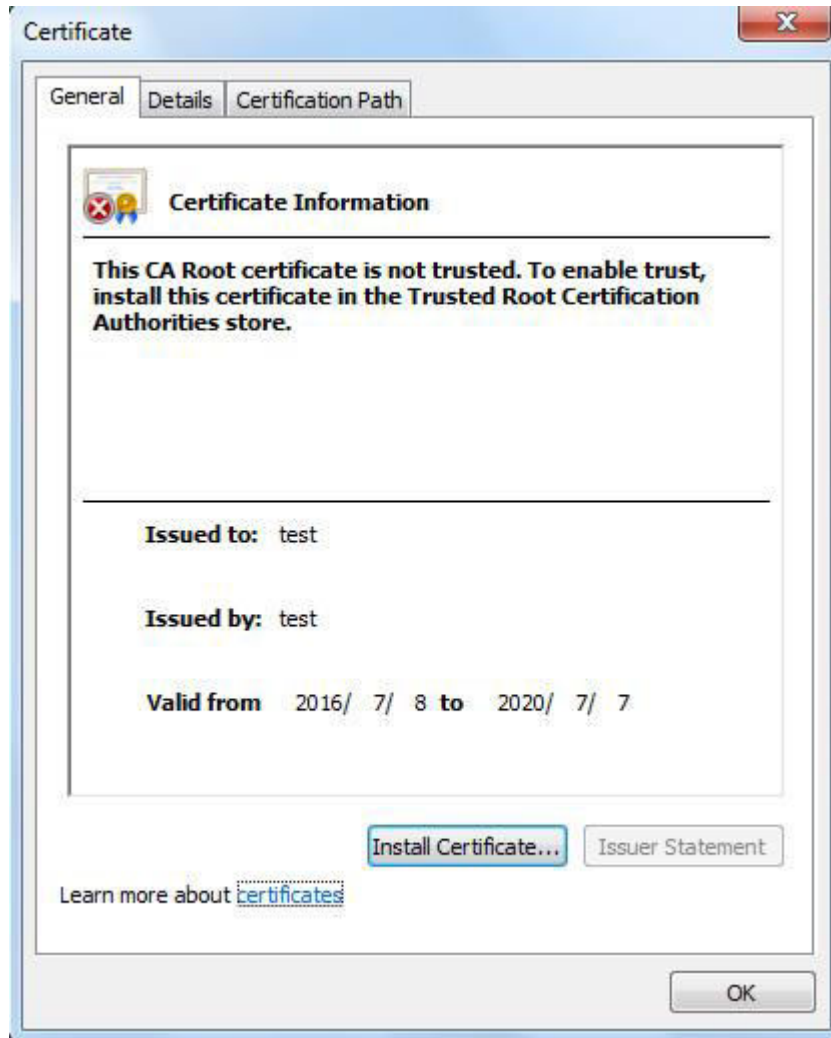 Certificate
General Details Certification Path
Certificate Information
This CA Root certificate is not trusted. To enable trust,
install this certificate in the Trusted Root Certification
Authorities store.
Issued to: test
Issued by: test
Valid from 2016/ 7/ 8 to 2020/ 7/ 7
Install Certificate... Issuer Statement
Learn more about certificates
OK